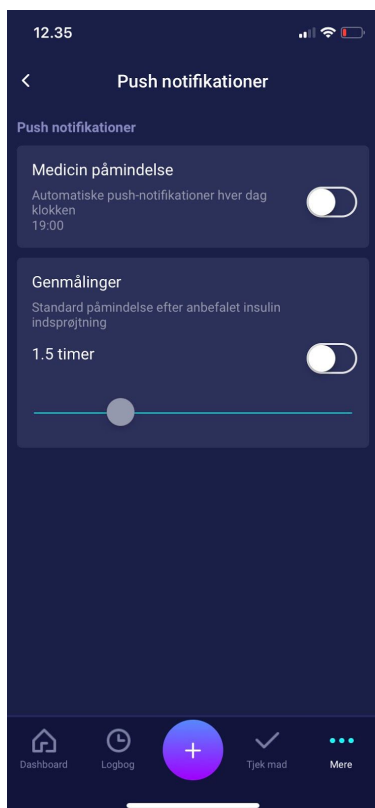 12.35
Push notifikationer
Push notifikationer
Medicin påmindelse
Automatiske push-notifikationer hver dag
klokken
19:00
Genmålinger
Standard påmindelse efter anbefalet insulin
indsprøjtning
1.5 timer
Dashboard
Logbog
Tjek mad
Mere